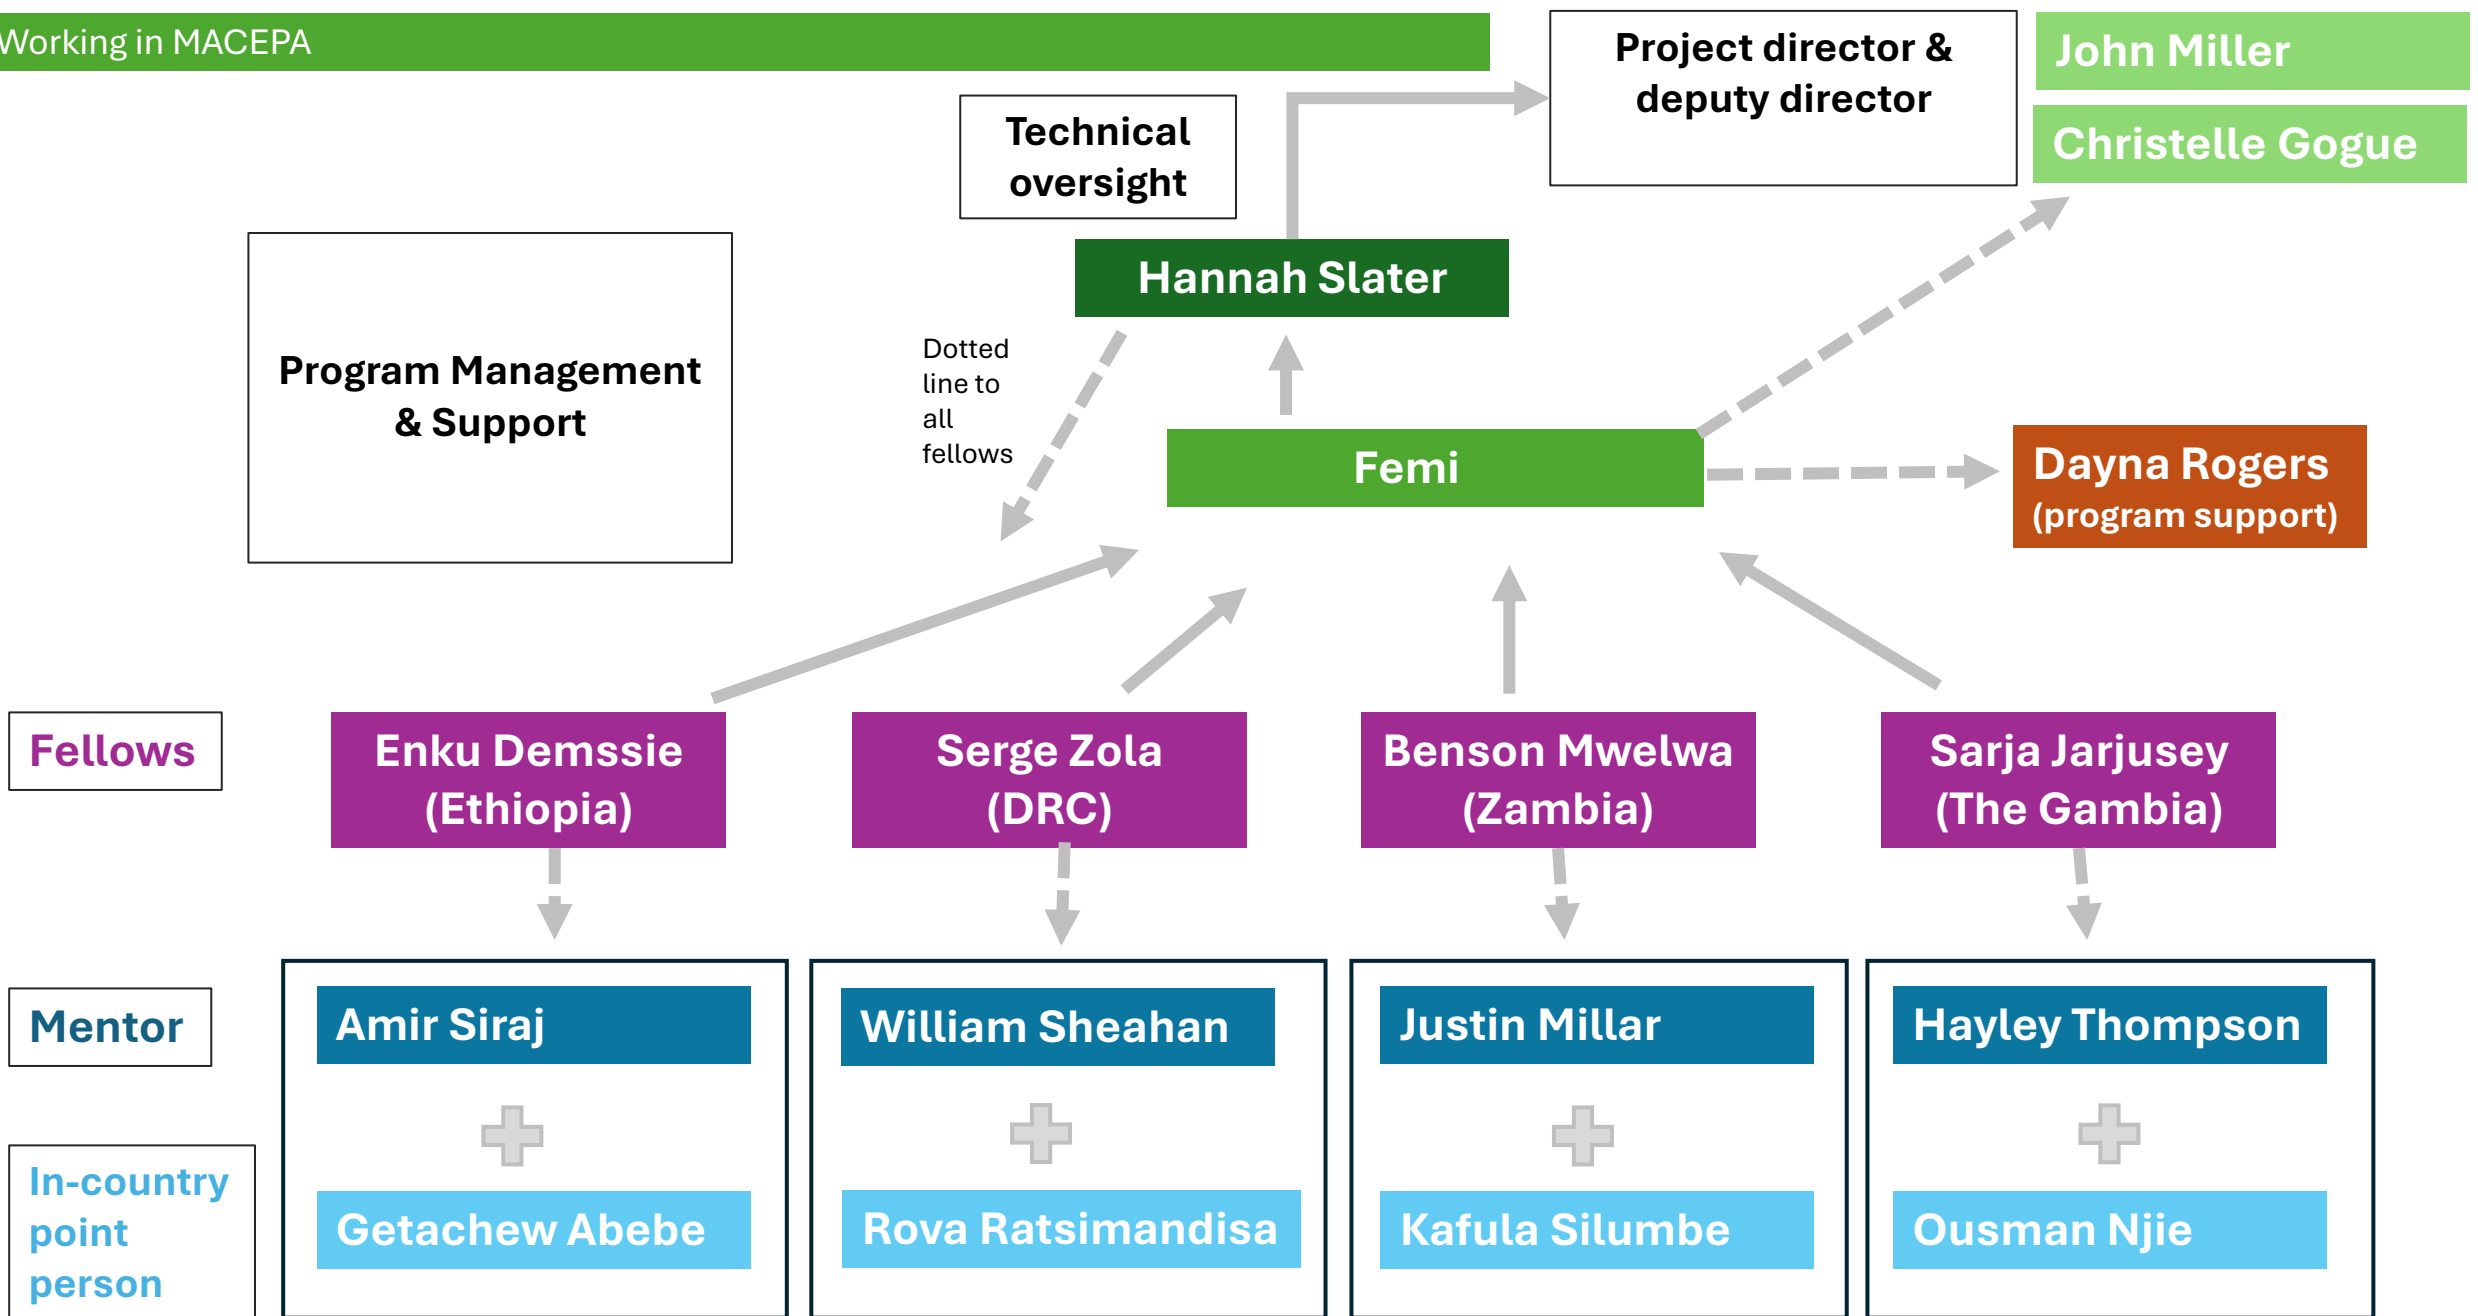 Working in MACEPA
Project director &
deputy director
John Miller
Christelle Gogue
Technical
oversight
Hannah Slater
Program Management
& Support
Dotted
line to
all
fellows
Femi
Dayna Rogers
(program support)
Fellows
Enku Demssie
(Ethiopia)
Serge Zola
(DRC)
Benson Mwelwa
(Zambia)
Sarja Jarjusey
(The Gambia)
Mentor
Amir Siraj
William Sheahan
Justin Millar
Hayley Thompson
In-country
point
person
Getachew Abebe
Rova Ratsimandisa
Kafula Silumbe
Ousman Njie